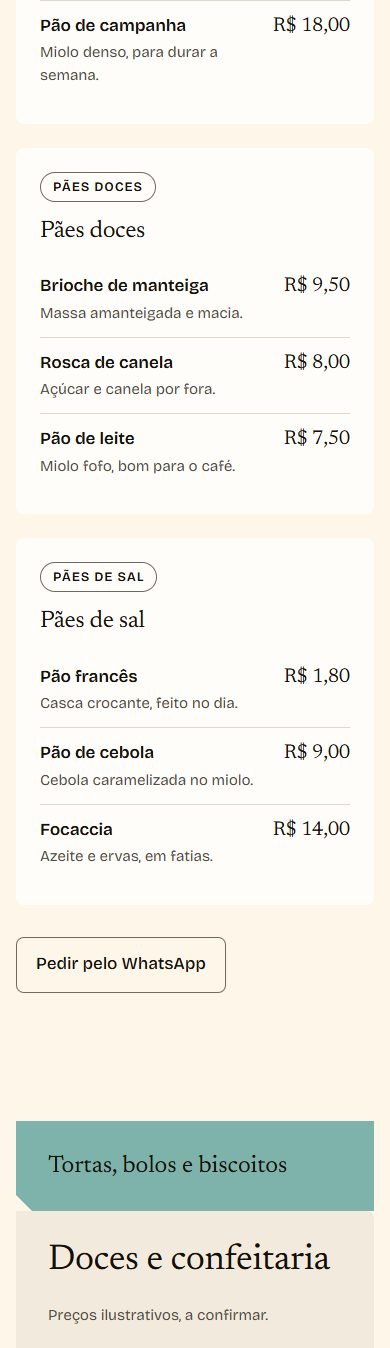 Pão de campanha R$ 18,00
Miolo denso, para durar a
semana.
PÃES DOCES
Pães doces
Brioche de manteiga R$ 9,50
Massa amanteigada e macia.
Rosca de canela R$ 8,00
Açúcar e canela por fora.
Pão de leite R$ 7,50
Miolo fofo, bom para o café.
PÃES DE SAL
Pães de sal
Pão francês R$ 1,80
Casca crocante, feito no dia.
Pão de cebola R$ 9,00
Cebola caramelizada no miolo.
Focaccia R$ 14,00
Azeite e ervas, em fatias.
Pedir pelo WhatsApp
Tortas, bolos e biscoitos
Doces e confeitaria
Preços ilustrativos, a confirmar.